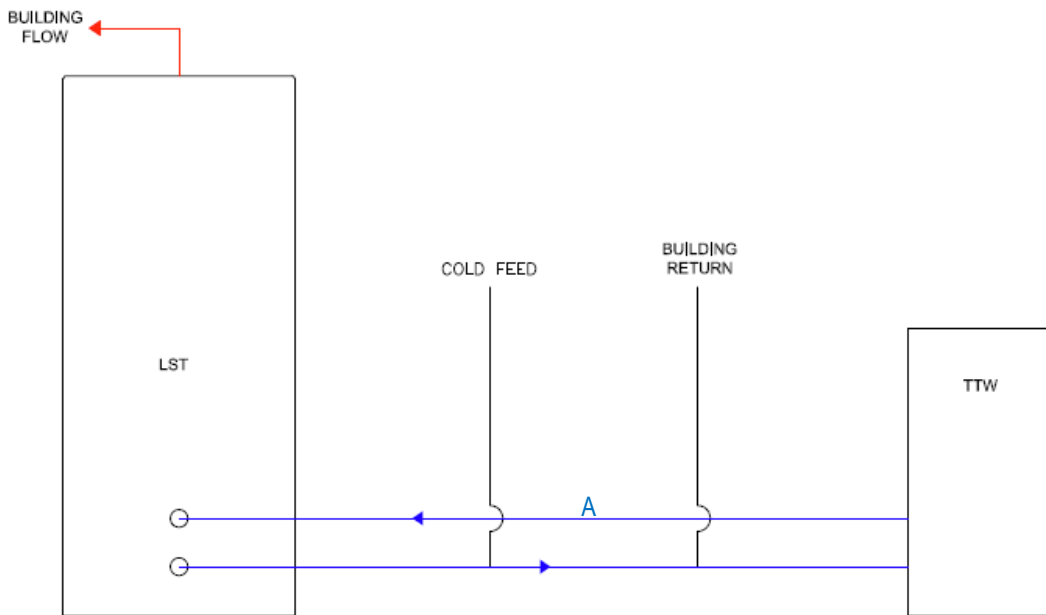 BUILDING
FLOW
COLD FEED
BUILDING
RETURN
LST
TTW
A